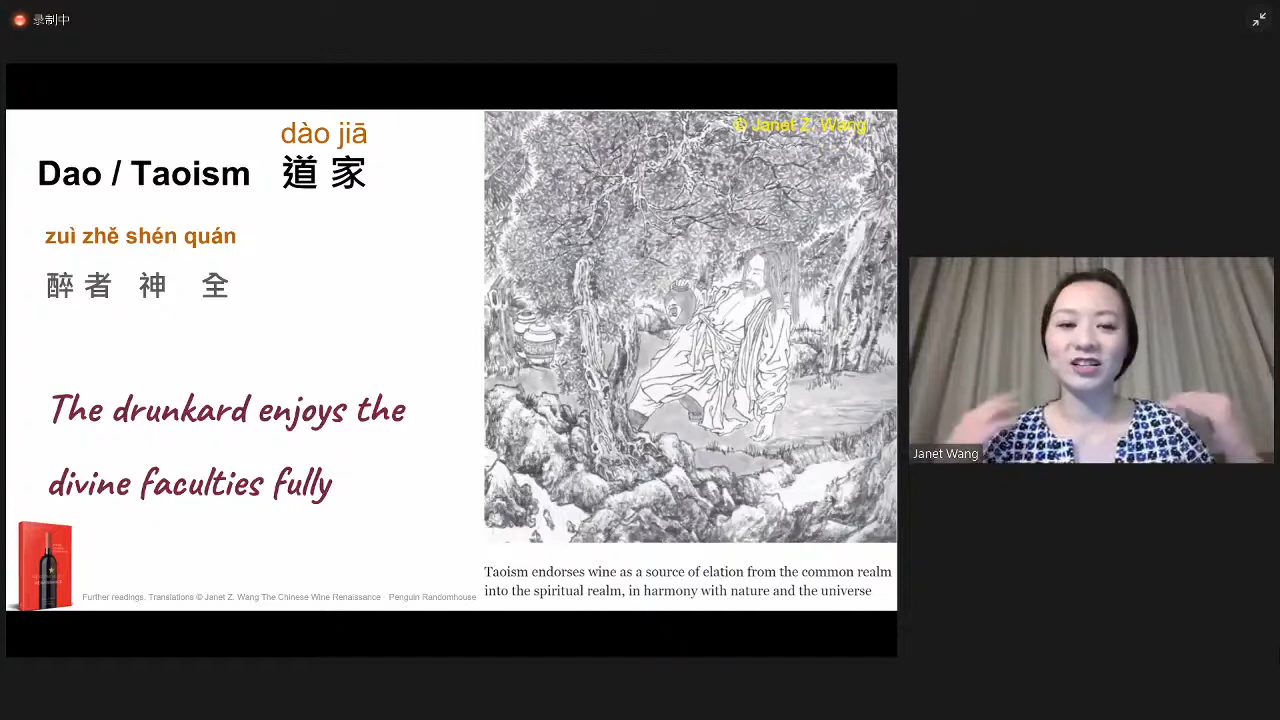 录制中
dào jiā
Dao / Taoism 道 家
zuì zhě shén quán
醉 者 神 全
The drunkard enjoys the
divine faculties fully
Further readings. Translations © Janet Z. Wang The Chinese Wine Renaissance Penguin Randomhouse
© Janet Z. Wang
Taoism endorses wine as a source of elation from the common realm
into the spiritual realm, in harmony with nature and the universe
Janet Wang